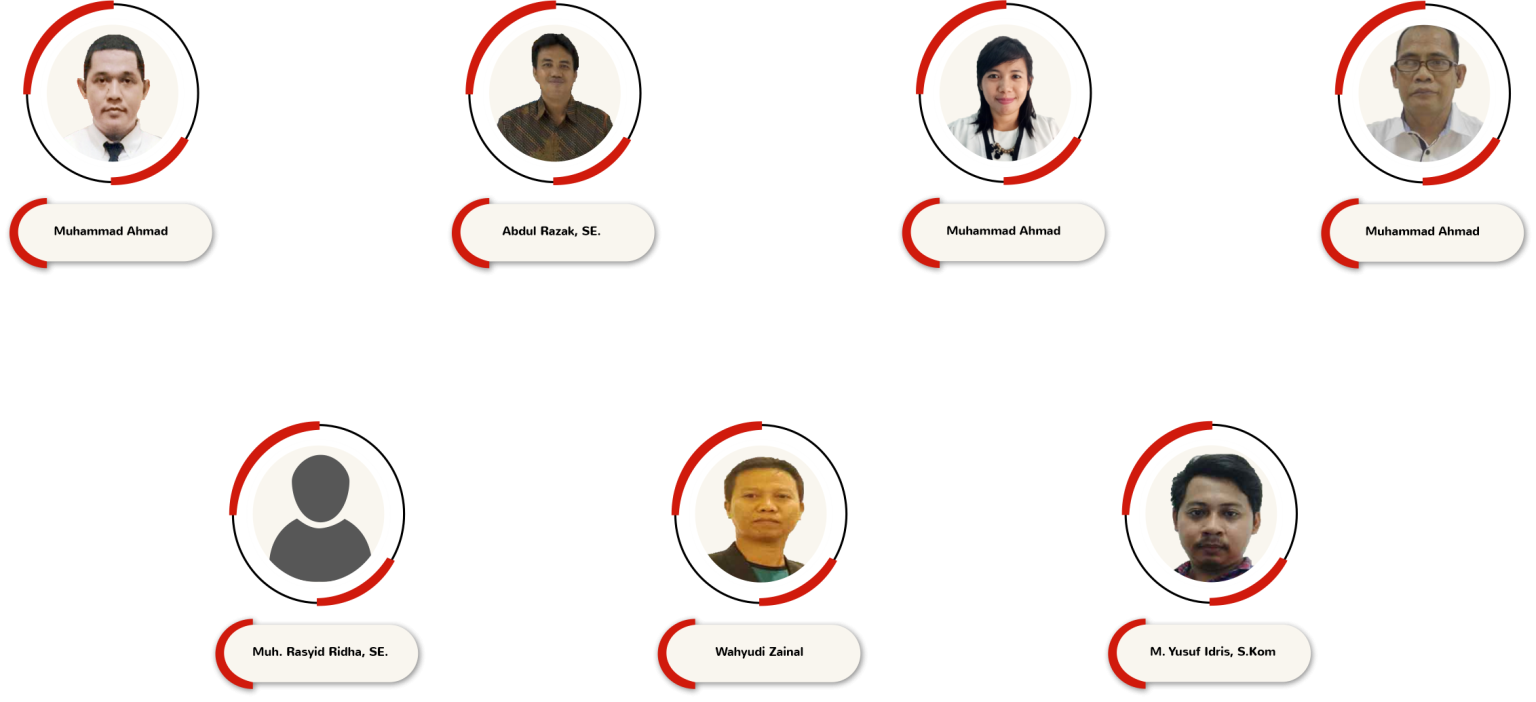 Muhammad Ahmad
Abdul Razak, SE.
Muhammad Ahmad
Muhammad Ahmad
Muh. Rasyid Ridha, SE.
Wahyudi Zainal
M. Yusuf Idris, S.Kom